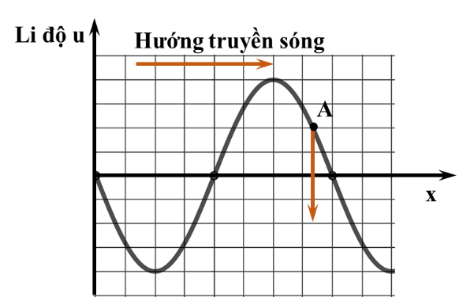 Li độ u
Hướng truyền sóng
A
x